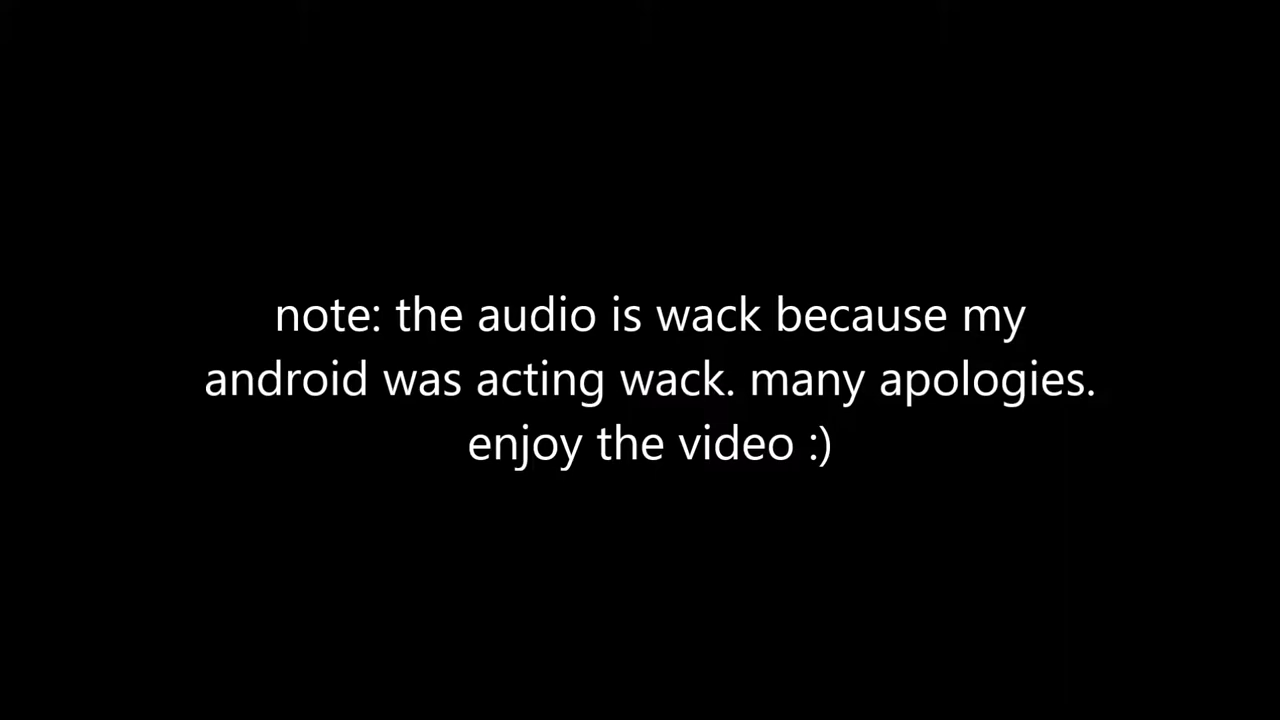 note: the audio is wack because my
android was acting wack. many apologies.
enjoy the video :)